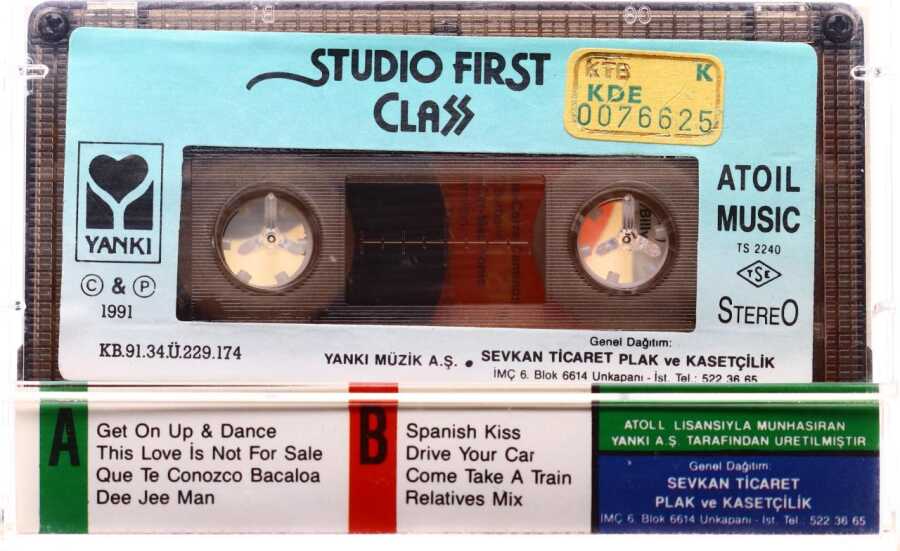 STUDIO FIRST
CLASS
KTB K
KDE
0076625
YANKI
© & ℗
1991
KB.91.34.Ü.229.174
ATOIL
MUSIC
TS 2240
TSE
STEREO
Genel Dağıtım:
YANKI MÜZİK A.Ş. • SEVKAN TİCARET PLAK ve KASETÇİLİK
İMÇ 6. Blok 6614 Unkapanı - İst. Tel.: 522 36 65
A
Get On Up & Dance
This Love İs Not For Sale
Que Te Conozco Bacaloa
Dee Jee Man
B
Spanish Kiss
Drive Your Car
Come Take A Train
Relatives Mix
ATOLL LISANSIYLA MUNHASIRAN
YANKI A.Ş TARAFINDAN URETILMIŞTIR
Genel Dağıtım:
SEVKAN TİCARET
PLAK ve KASETÇİLİK
İMÇ 6. Blok 6614 Unkapanı - İst. Tel.: 522 36 65